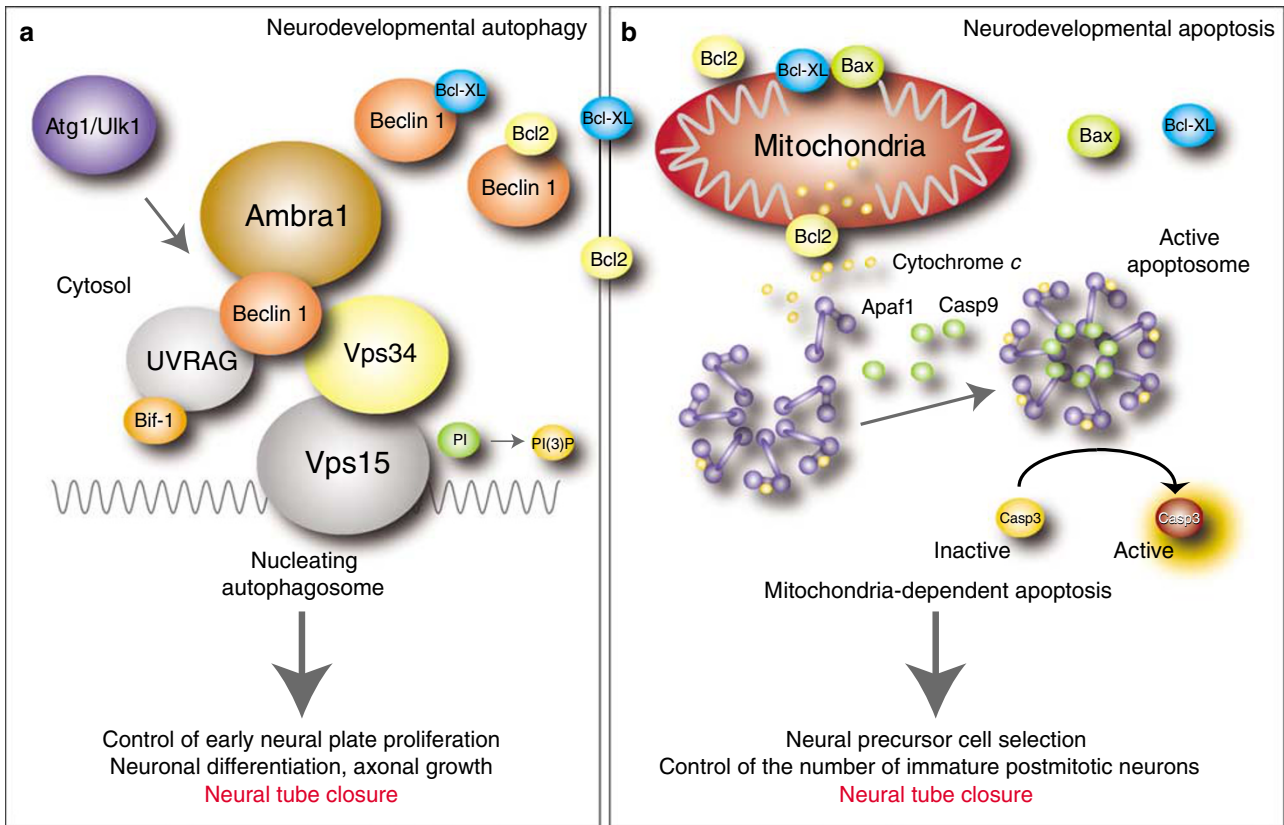 a
Neurodevelopmental autophagy
Atg1/Ulk1
Beclin 1
Bcl-XL
Bcl2
Beclin 1
Ambra1
Cytosol
Beclin 1
UVRAG
Vps34
Bif-1
Vps15
PI
PI(3)P
Nucleating
autophagosome
Control of early neural plate proliferation
Neuronal differentiation, axonal growth
Neural tube closure
Bcl-XL
Bcl2
b
Neurodevelopmental apoptosis
Bcl2
Bcl-XL
Bax
Mitochondria
Bax
Bcl-XL
Bcl2
Cytochrome c
Active
apoptosome
Apaf1
Casp9
Casp3
Casp3
Inactive
Active
Mitochondria-dependent apoptosis
Neural precursor cell selection
Control of the number of immature postmitotic neurons
Neural tube closure